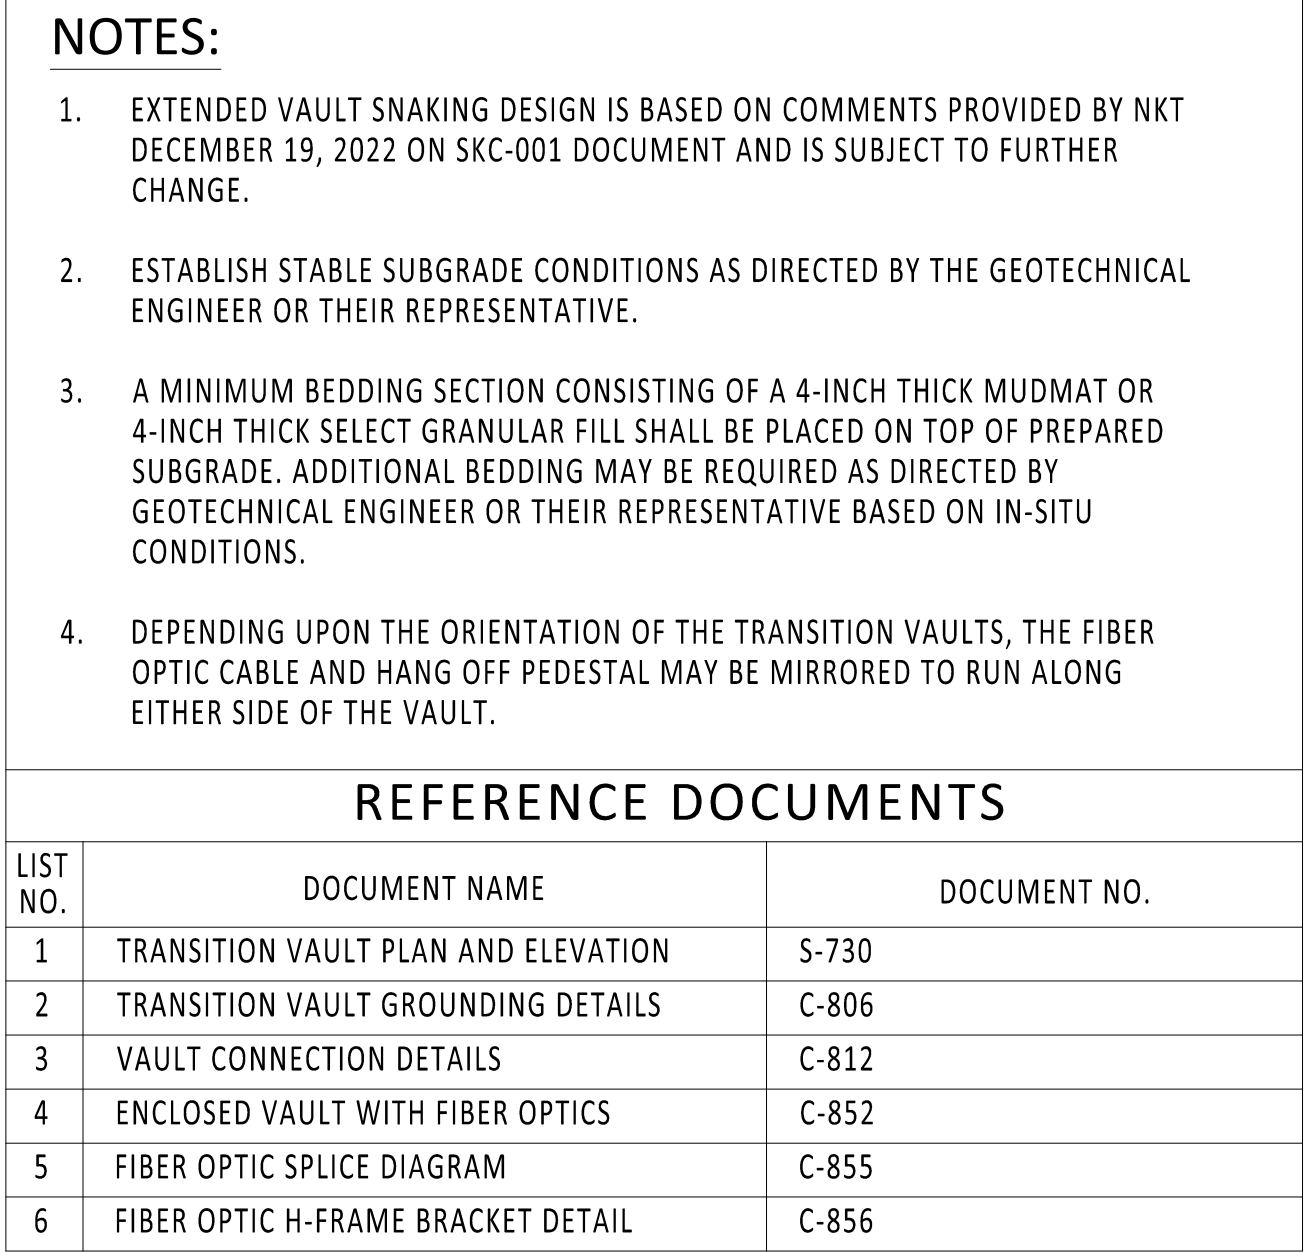 NOTES:
1. EXTENDED VAULT SNAKING DESIGN IS BASED ON COMMENTS PROVIDED BY NKT
DECEMBER 19, 2022 ON SKC-001 DOCUMENT AND IS SUBJECT TO FURTHER
CHANGE.
2. ESTABLISH STABLE SUBGRADE CONDITIONS AS DIRECTED BY THE GEOTECHNICAL
ENGINEER OR THEIR REPRESENTATIVE.
3. A MINIMUM BEDDING SECTION CONSISTING OF A 4-INCH THICK MUDMAT OR
4-INCH THICK SELECT GRANULAR FILL SHALL BE PLACED ON TOP OF PREPARED
SUBGRADE. ADDITIONAL BEDDING MAY BE REQUIRED AS DIRECTED BY
GEOTECHNICAL ENGINEER OR THEIR REPRESENTATIVE BASED ON IN-SITU
CONDITIONS.
4. DEPENDING UPON THE ORIENTATION OF THE TRANSITION VAULTS, THE FIBER
OPTIC CABLE AND HANG OFF PEDESTAL MAY BE MIRRORED TO RUN ALONG
EITHER SIDE OF THE VAULT.
REFERENCE DOCUMENTS
LIST
NO. DOCUMENT NAME DOCUMENT NO.
1 TRANSITION VAULT PLAN AND ELEVATION S-730
2 TRANSITION VAULT GROUNDING DETAILS C-806
3 VAULT CONNECTION DETAILS C-812
4 ENCLOSED VAULT WITH FIBER OPTICS C-852
5 FIBER OPTIC SPLICE DIAGRAM C-855
6 FIBER OPTIC H-FRAME BRACKET DETAIL C-856